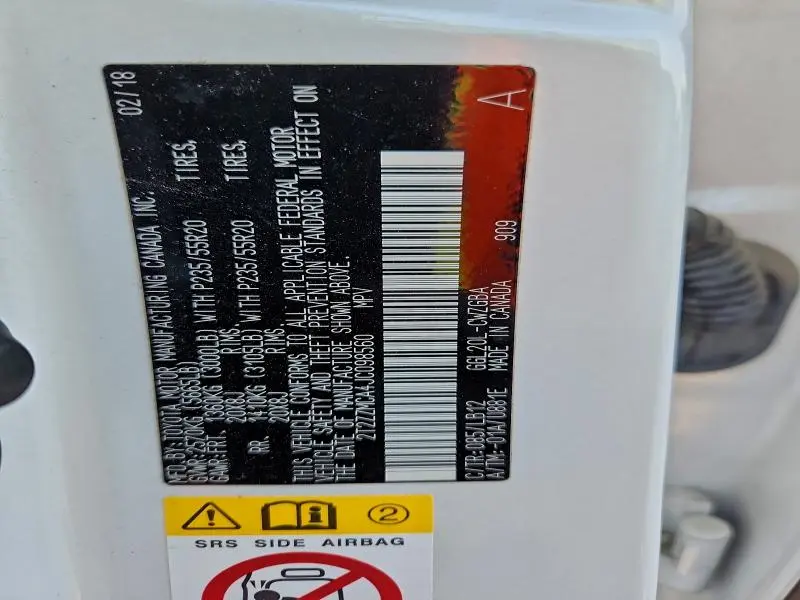 MFD. BY: TOYOTA MOTOR MANUFACTURING CANADA INC. 02/18
GVWR: 2570KG (5665LB)
GAWR: FRT. 1360KG (3000LB) WITH P235/55R20 TIRES,
20X8J RIMS.
RR. 1410KG (3105LB) WITH P235/55R20 TIRES,
20X8J RIMS.
THIS VEHICLE CONFORMS TO ALL APPLICABLE FEDERAL MOTOR
VEHICLE SAFETY AND THEFT PREVENTION STANDARDS IN EFFECT ON
THE DATE OF MANUFACTURE SHOWN ABOVE.
2T2ZZMCA4JC098560 MPV
C/TR: 085/LB12 GGL20L-CWZGBA A
A/TM: -01A/U881E MADE IN CANADA 909
2
SRS SIDE AIRBAG